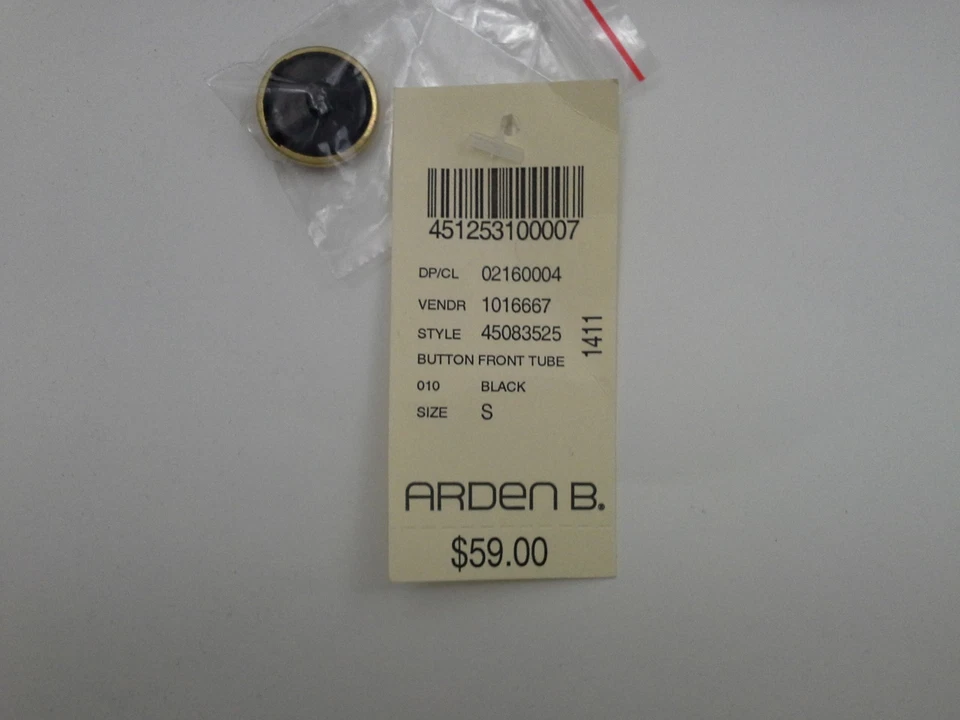 451253100007
DP/CL 02160004
VENDR 1016667
STYLE 45083525
1411
BUTTON FRONT TUBE
010 BLACK
SIZE S
ARDen B.
$59.00